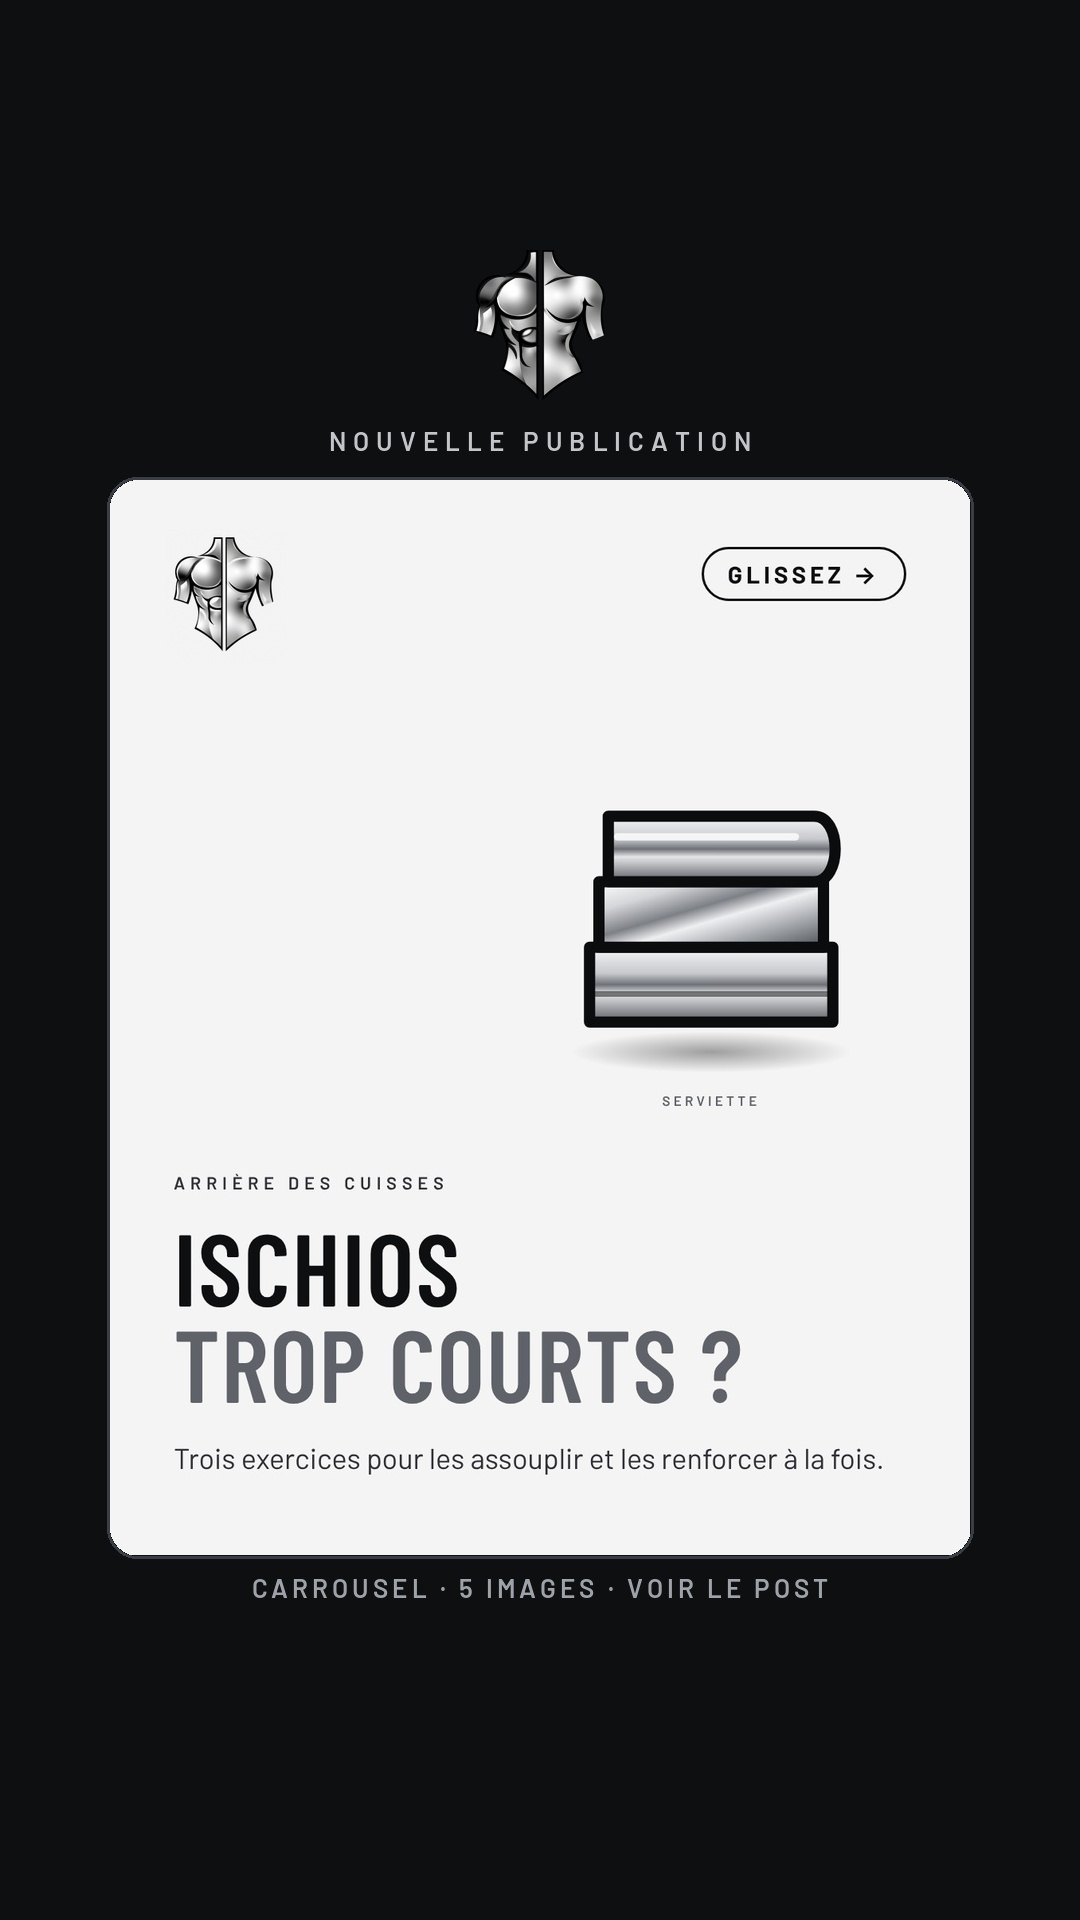 NOUVELLE PUBLICATION
GLISSEZ →
SERVIETTE
ARRIÈRE DES CUISSES
ISCHIOS
TROP COURTS ?
Trois exercices pour les assouplir et les renforcer à la fois.
CARROUSEL · 5 IMAGES · VOIR LE POST